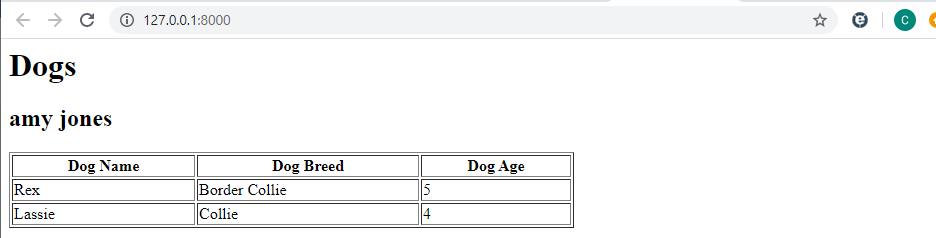 127.0.0.1:8000
C
Dogs
amy jones
Dog Name Dog Breed Dog Age
Rex Border Collie 5
Lassie Collie 4